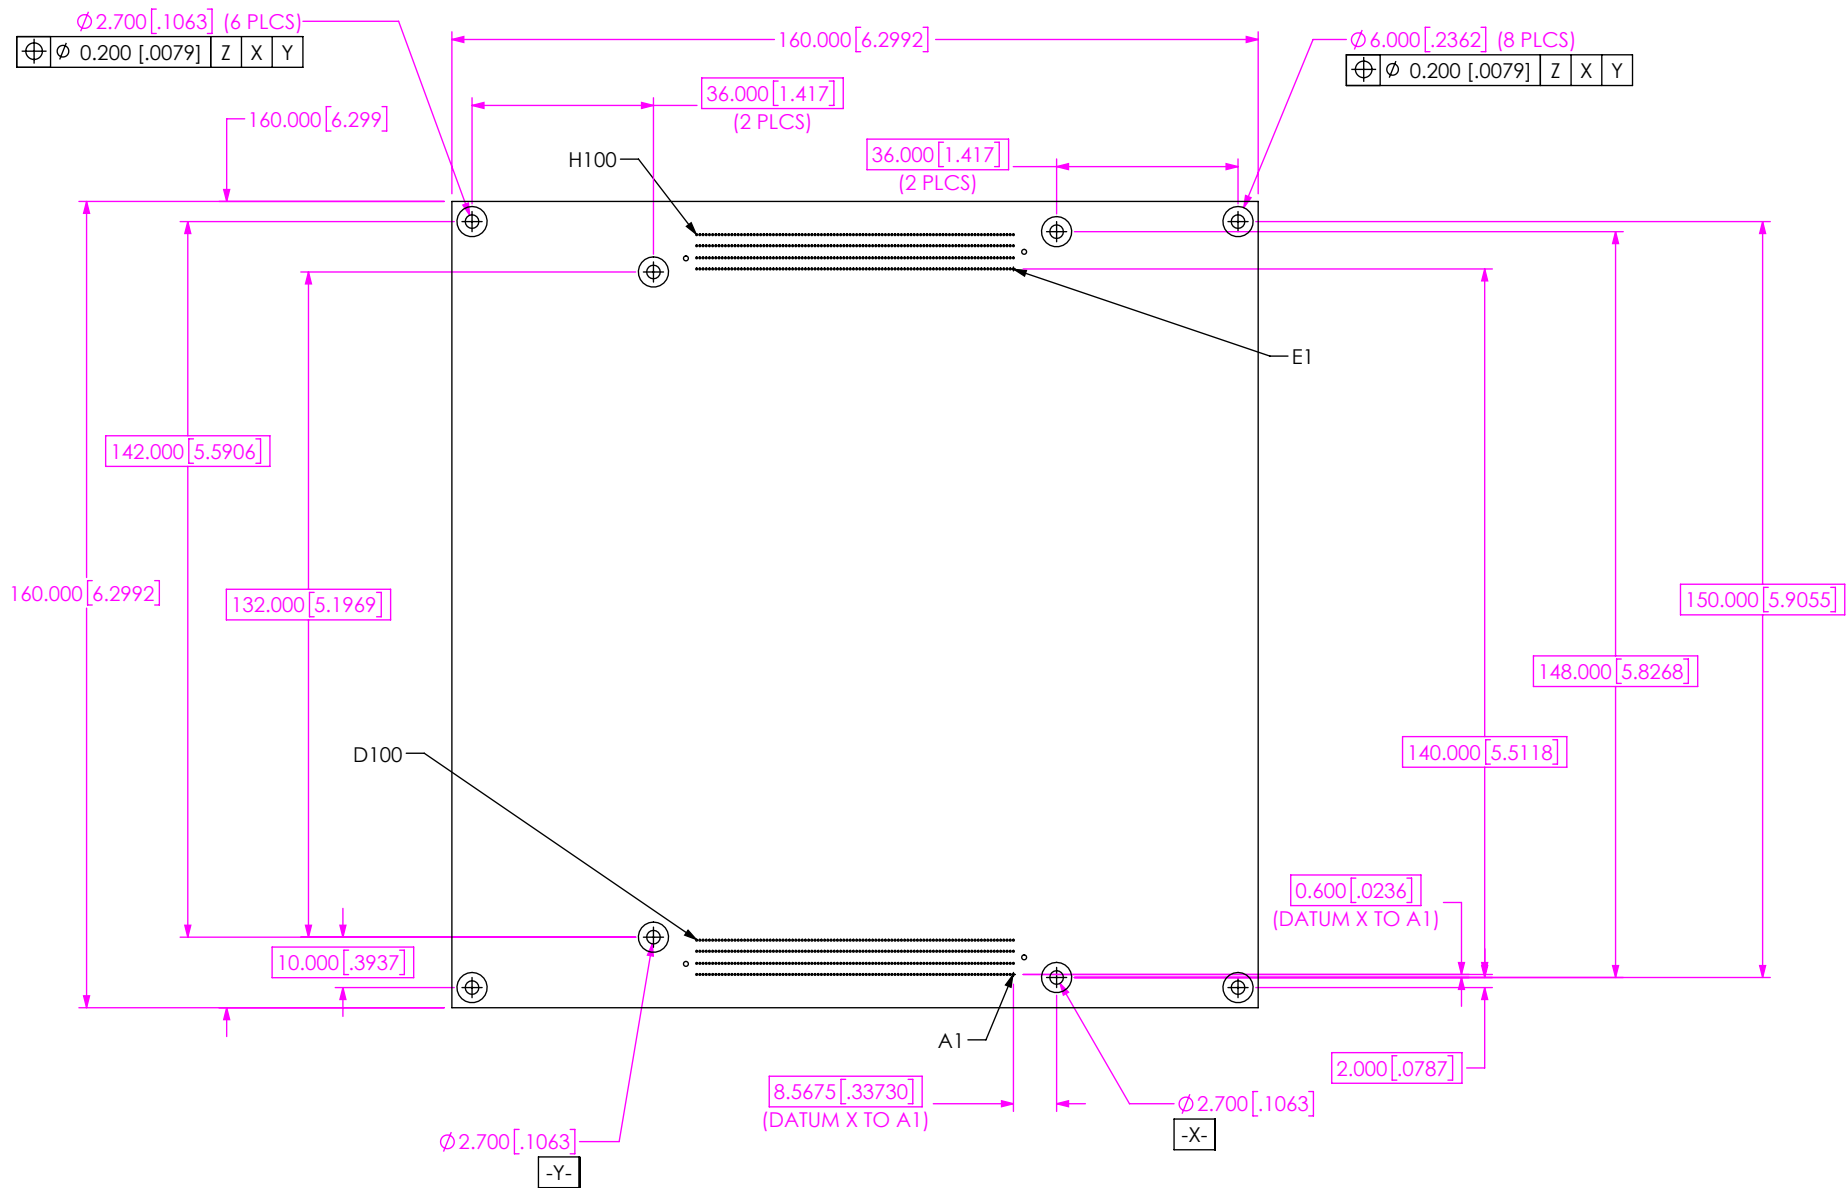 ⌀2.700[.1063] (6 PLCS)
⌖ ⌀ 0.200 [.0079] Z X Y
160.000[6.2992]
⌀6.000[.2362] (8 PLCS)
⌖ ⌀ 0.200 [.0079] Z X Y
36.000[1.417]
(2 PLCS)
160.000[6.299]
36.000[1.417]
(2 PLCS)
H100
E1
142.000[5.5906]
160.000[6.2992]
132.000[5.1969]
150.000[5.9055]
148.000[5.8268]
140.000[5.5118]
D100
0.600[.0236]
(DATUM X TO A1)
10.000[.3937]
A1
2.000[.0787]
8.5675[.33730]
(DATUM X TO A1)
⌀2.700[.1063]
-X-
⌀2.700[.1063]
-Y-